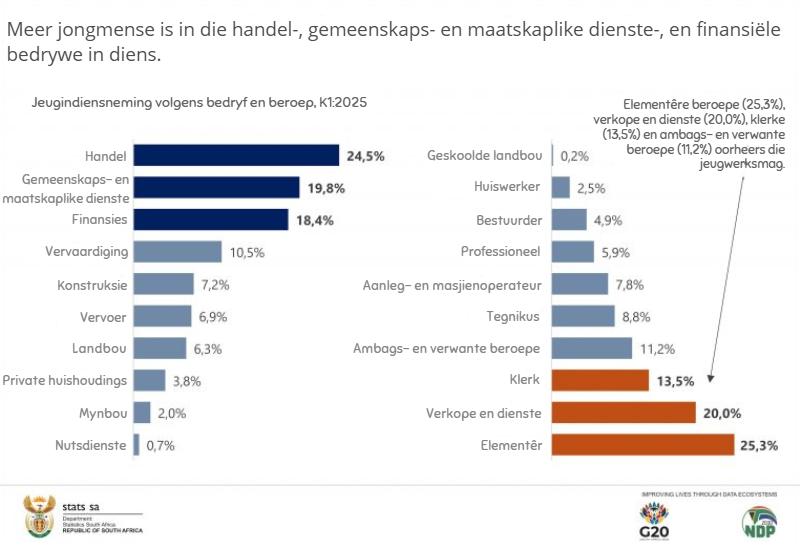 Meer jongmense is in die handel-, gemeenskaps- en maatskaplike dienste-, en finansiële
bedrywe in diens.
Jeugindiensneming volgens bedryf en beroep, K1:2025
Elementêre beroepe (25,3%),
verkope en dienste (20,0%), klerke
(13,5%) en ambags- en verwante
beroepe (11,2%) oorheers die
jeugwerksmag.
Handel 24,5%
Gemeenskaps- en
maatskaplike dienste 19,8%
Finansies 18,4%
Vervaardiging 10,5%
Konstruksie 7,2%
Vervoer 6,9%
Landbou 6,3%
Private huishoudings 3,8%
Mynbou 2,0%
Nutsdienste 0,7%
Geskoolde landbou 0,2%
Huiswerker 2,5%
Bestuurder 4,9%
Professioneel 5,9%
Aanleg- en masjienoperateur 7,8%
Tegnikus 8,8%
Ambags- en verwante beroepe 11,2%
Klerk 13,5%
Verkope en dienste 20,0%
Elementêr 25,3%
stats sa
Department
Statistics South Africa
REPUBLIC OF SOUTH AFRICA
IMPROVING LIVES THROUGH DATA ECOSYSTEMS
G20
NDP